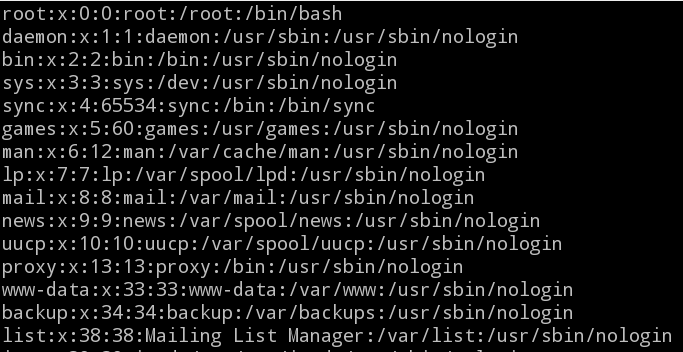 root:x:0:0:root:/root:/bin/bash
daemon:x:1:1:daemon:/usr/sbin:/usr/sbin/nologin
bin:x:2:2:bin:/bin:/usr/sbin/nologin
sys:x:3:3:sys:/dev:/usr/sbin/nologin
sync:x:4:65534:sync:/bin:/bin/sync
games:x:5:60:games:/usr/games:/usr/sbin/nologin
man:x:6:12:man:/var/cache/man:/usr/sbin/nologin
lp:x:7:7:lp:/var/spool/lpd:/usr/sbin/nologin
mail:x:8:8:mail:/var/mail:/usr/sbin/nologin
news:x:9:9:news:/var/spool/news:/usr/sbin/nologin
uucp:x:10:10:uucp:/var/spool/uucp:/usr/sbin/nologin
proxy:x:13:13:proxy:/bin:/usr/sbin/nologin
www-data:x:33:33:www-data:/var/www:/usr/sbin/nologin
backup:x:34:34:backup:/var/backups:/usr/sbin/nologin
list:x:38:38:Mailing List Manager:/var/list:/usr/sbin/nologin